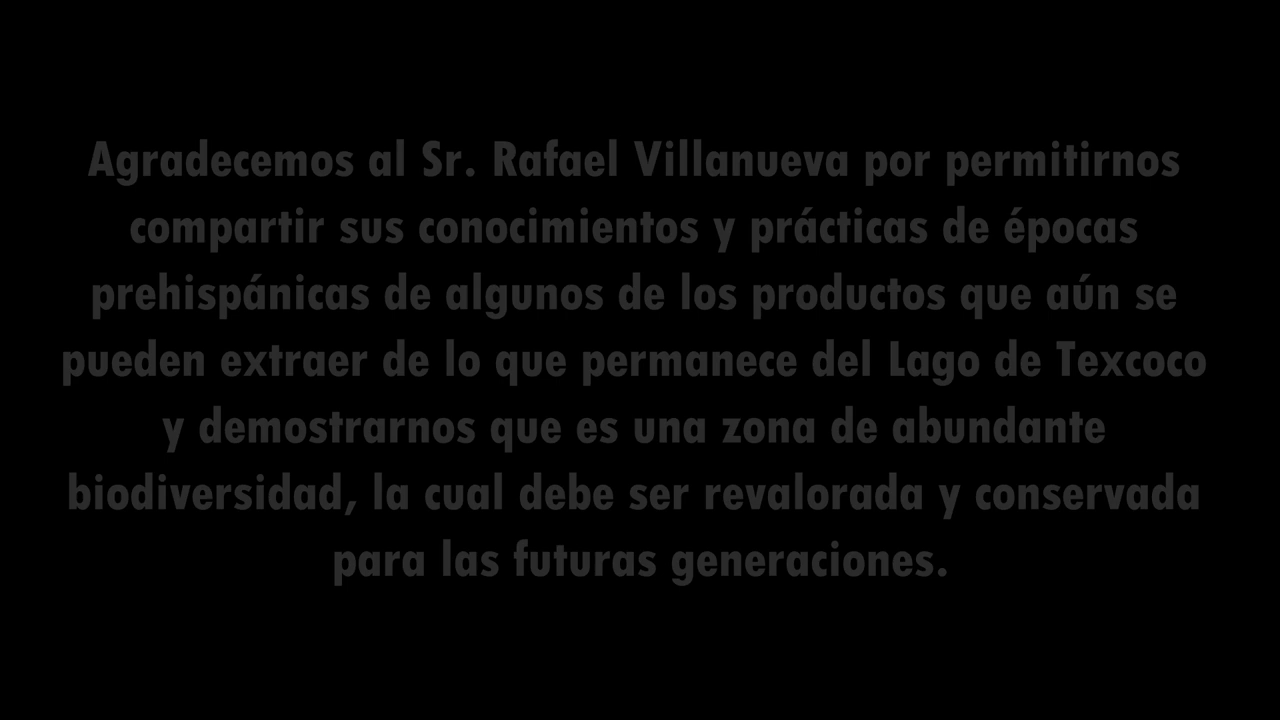 Agradecemos al Sr. Rafael Villanueva por permitirnos
compartir sus conocimientos y prácticas de épocas
prehispánicas de algunos de los productos que aún se
pueden extraer de lo que permanece del Lago de Texcoco
y demostrarnos que es una zona de abundante
biodiversidad, la cual debe ser revalorada y conservada
para las futuras generaciones.